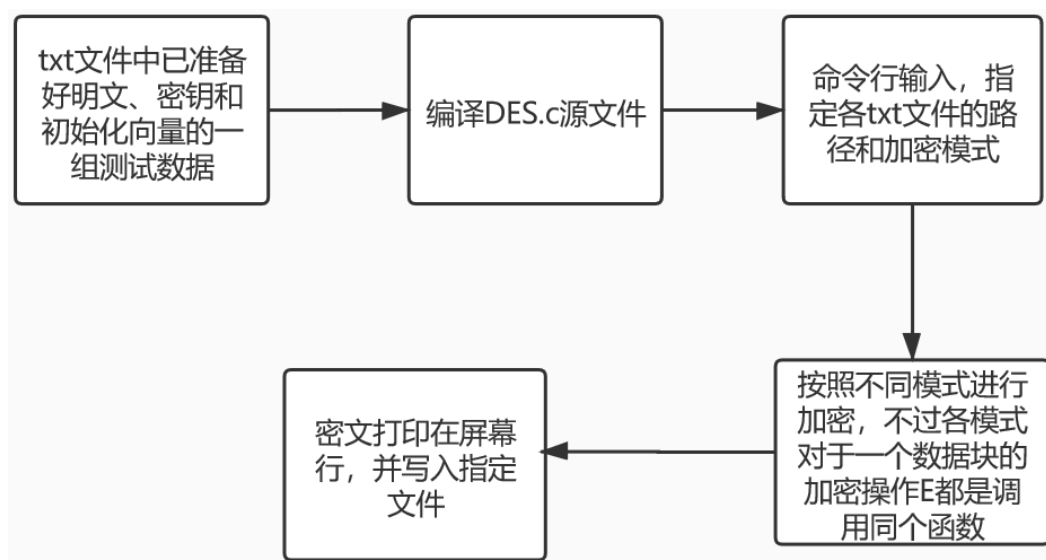 txt文件中已准备
好明文、密钥和
初始化向量的一
组测试数据
编译DES.c源文件
命令行输入，指
定各txt文件的路
径和加密模式
按照不同模式进行
加密，不过各模式
对于一个数据块的
加密操作E都是调
用同个函数
密文打印在屏幕
行，并写入指定
文件